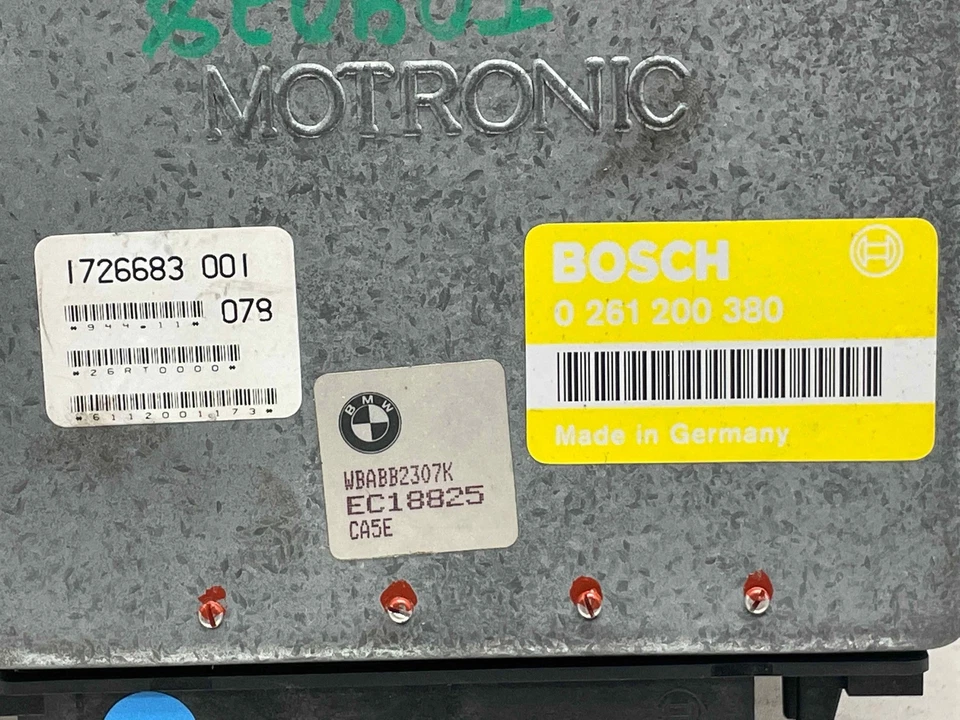 MOTRONIC
1726683 001
078
*944.11*
*26RT0000*
*6112001173*
BMW
WBABB2307K
EC18825
CA5E
BOSCH
0 261 200 380
Made in Germany